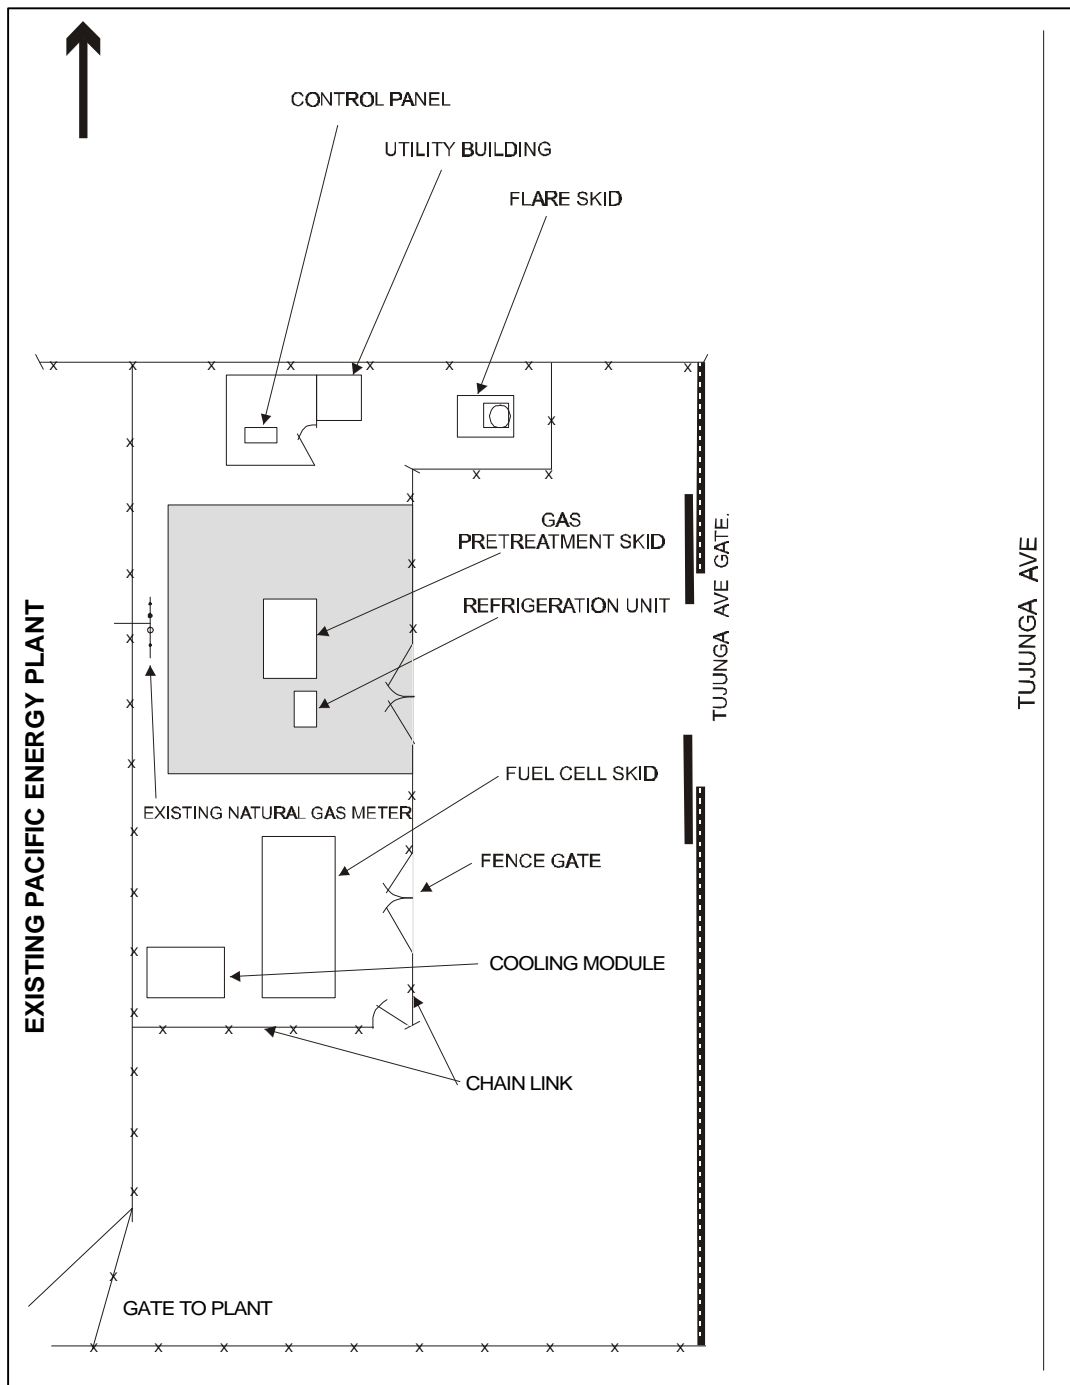 CONTROL PANEL
UTILITY BUILDING
FLARE SKID
GAS
PRETREATMENT SKID
REFRIGERATION UNIT
TUJUNGA AVE GATE.
TUJUNGA AVE
EXISTING PACIFIC ENERGY PLANT
FUEL CELL SKID
EXISTING NATURAL GAS METER
FENCE GATE
COOLING MODULE
CHAIN LINK
GATE TO PLANT